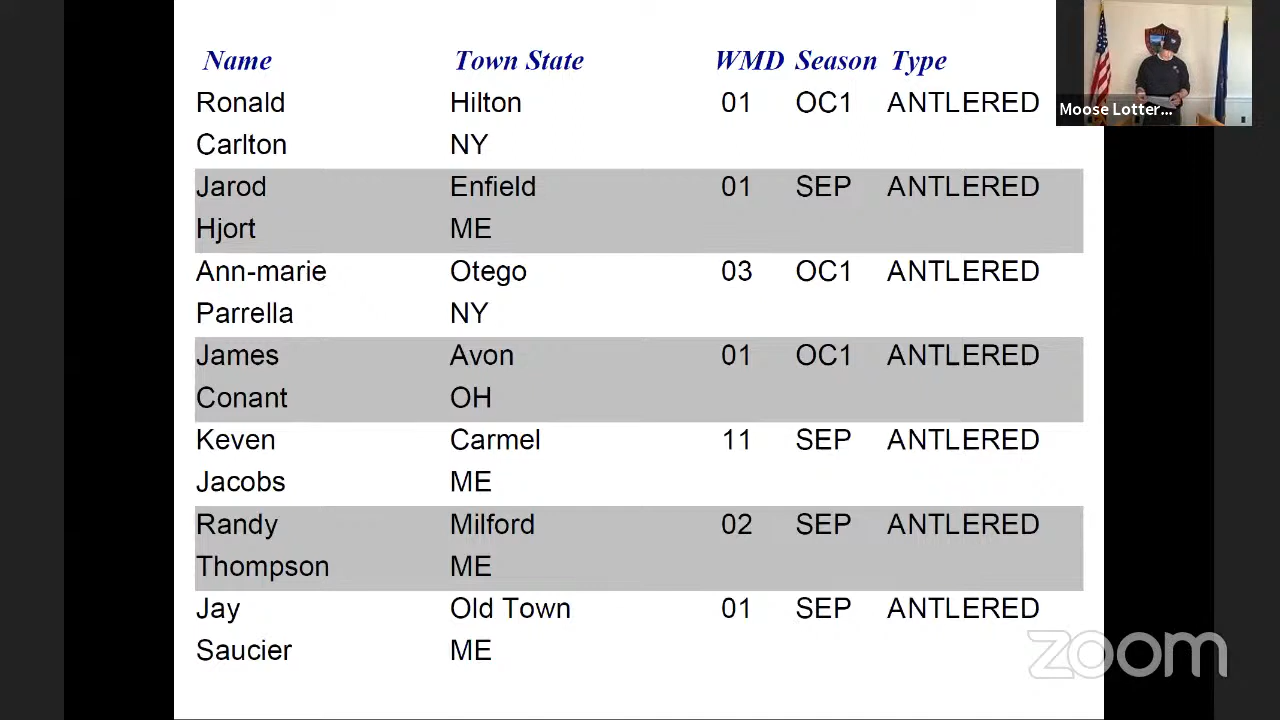 Name Town State WMD Season Type
Ronald Hilton 01 OC1 ANTLERED
Carlton NY
Jarod Enfield 01 SEP ANTLERED
Hjort ME
Ann-marie Otego 03 OC1 ANTLERED
Parrella NY
James Avon 01 OC1 ANTLERED
Conant OH
Keven Carmel 11 SEP ANTLERED
Jacobs ME
Randy Milford 02 SEP ANTLERED
Thompson ME
Jay Old Town 01 SEP ANTLERED
Saucier ME
Moose Lotter...
zoom